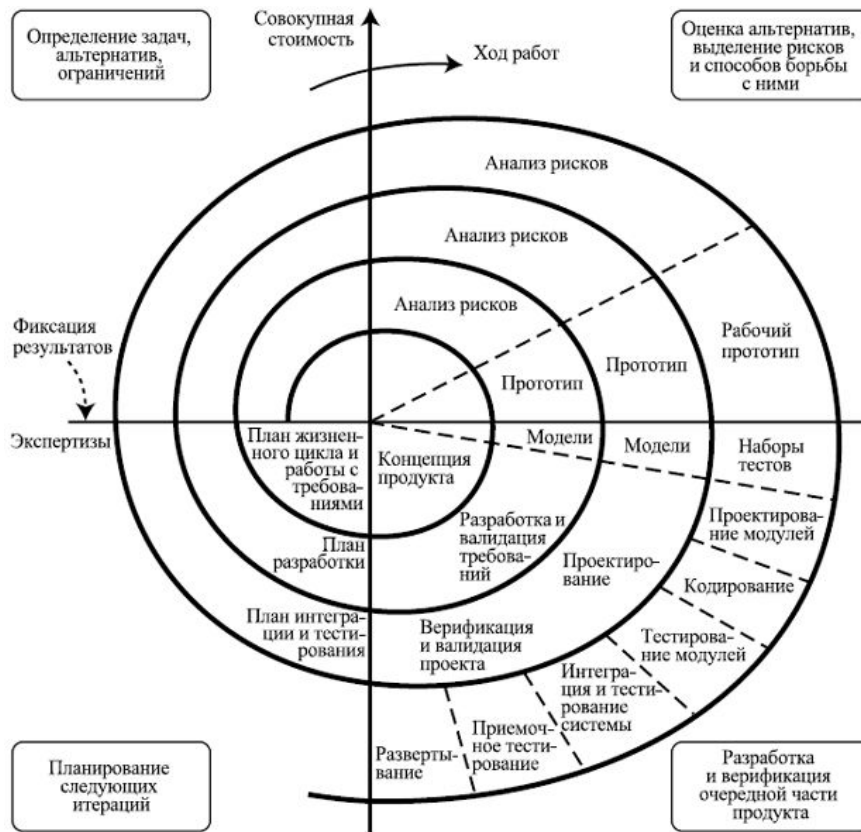 Определение задач,
альтернатив,
ограничений
Совокупная
стоимость
Ход работ
Оценка альтернатив,
выделение рисков
и способов борьбы
с ними
Анализ рисков
Анализ рисков
Анализ рисков
Фиксация
результатов
Рабочий
прототип
Прототип
Прототип
Экспертизы
План жизнен-
ного цикла и
работы с
требова-
ниями
Концепция
продукта
Модели
Модели
Наборы
тестов
Разработка и
валидация
требований
Проектирова-
ние модулей
План
разработки
Проектиро-
вание
Кодирование
План интегра-
ции и тести-
рования
Верификация
и валидация
проекта
Тестирова-
ние модулей
Интегра-
ция и тести-
рование
системы
Приемоч-
ное тести-
рование
Разверты-
вание
Планирование
следующих
итераций
Разработка
и верификация
очередной части
продукта